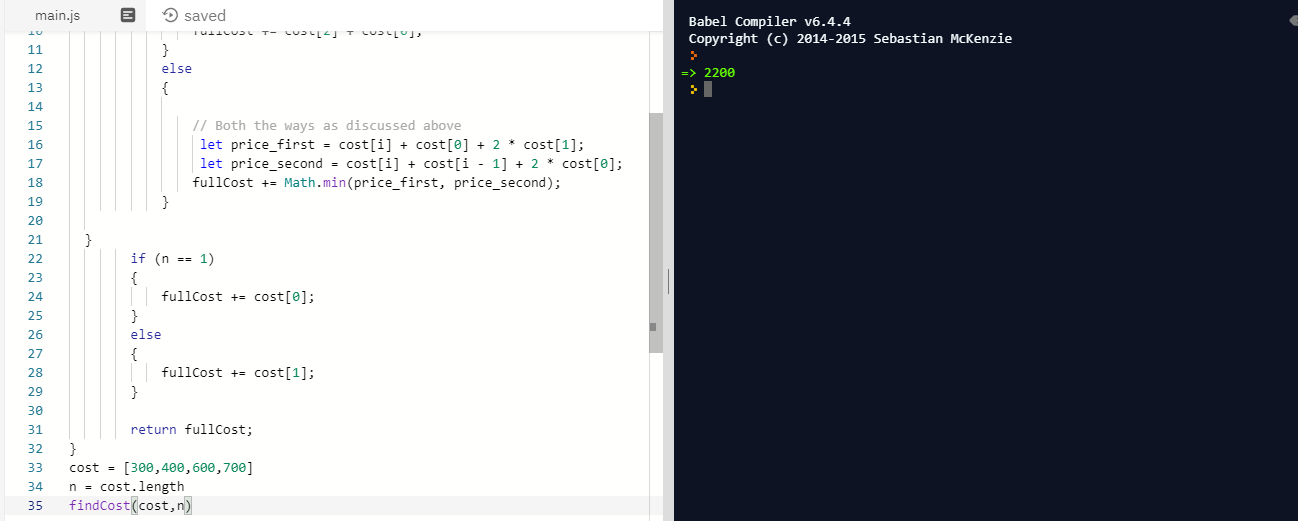 main.js saved
10 fullCost += cost[2] + cost[0];
11 }
12 else
13 {
14
15 // Both the ways as discussed above
16 let price_first = cost[i] + cost[0] + 2 * cost[1];
17 let price_second = cost[i] + cost[i - 1] + 2 * cost[0];
18 fullCost += Math.min(price_first, price_second);
19 }
20
21 }
22 if (n == 1)
23 {
24 fullCost += cost[0];
25 }
26 else
27 {
28 fullCost += cost[1];
29 }
30
31 return fullCost;
32 }
33 cost = [300,400,600,700]
34 n = cost.length
35 findCost(cost,n)
Babel Compiler v6.4.4
Copyright (c) 2014-2015 Sebastian McKenzie
=> 2200